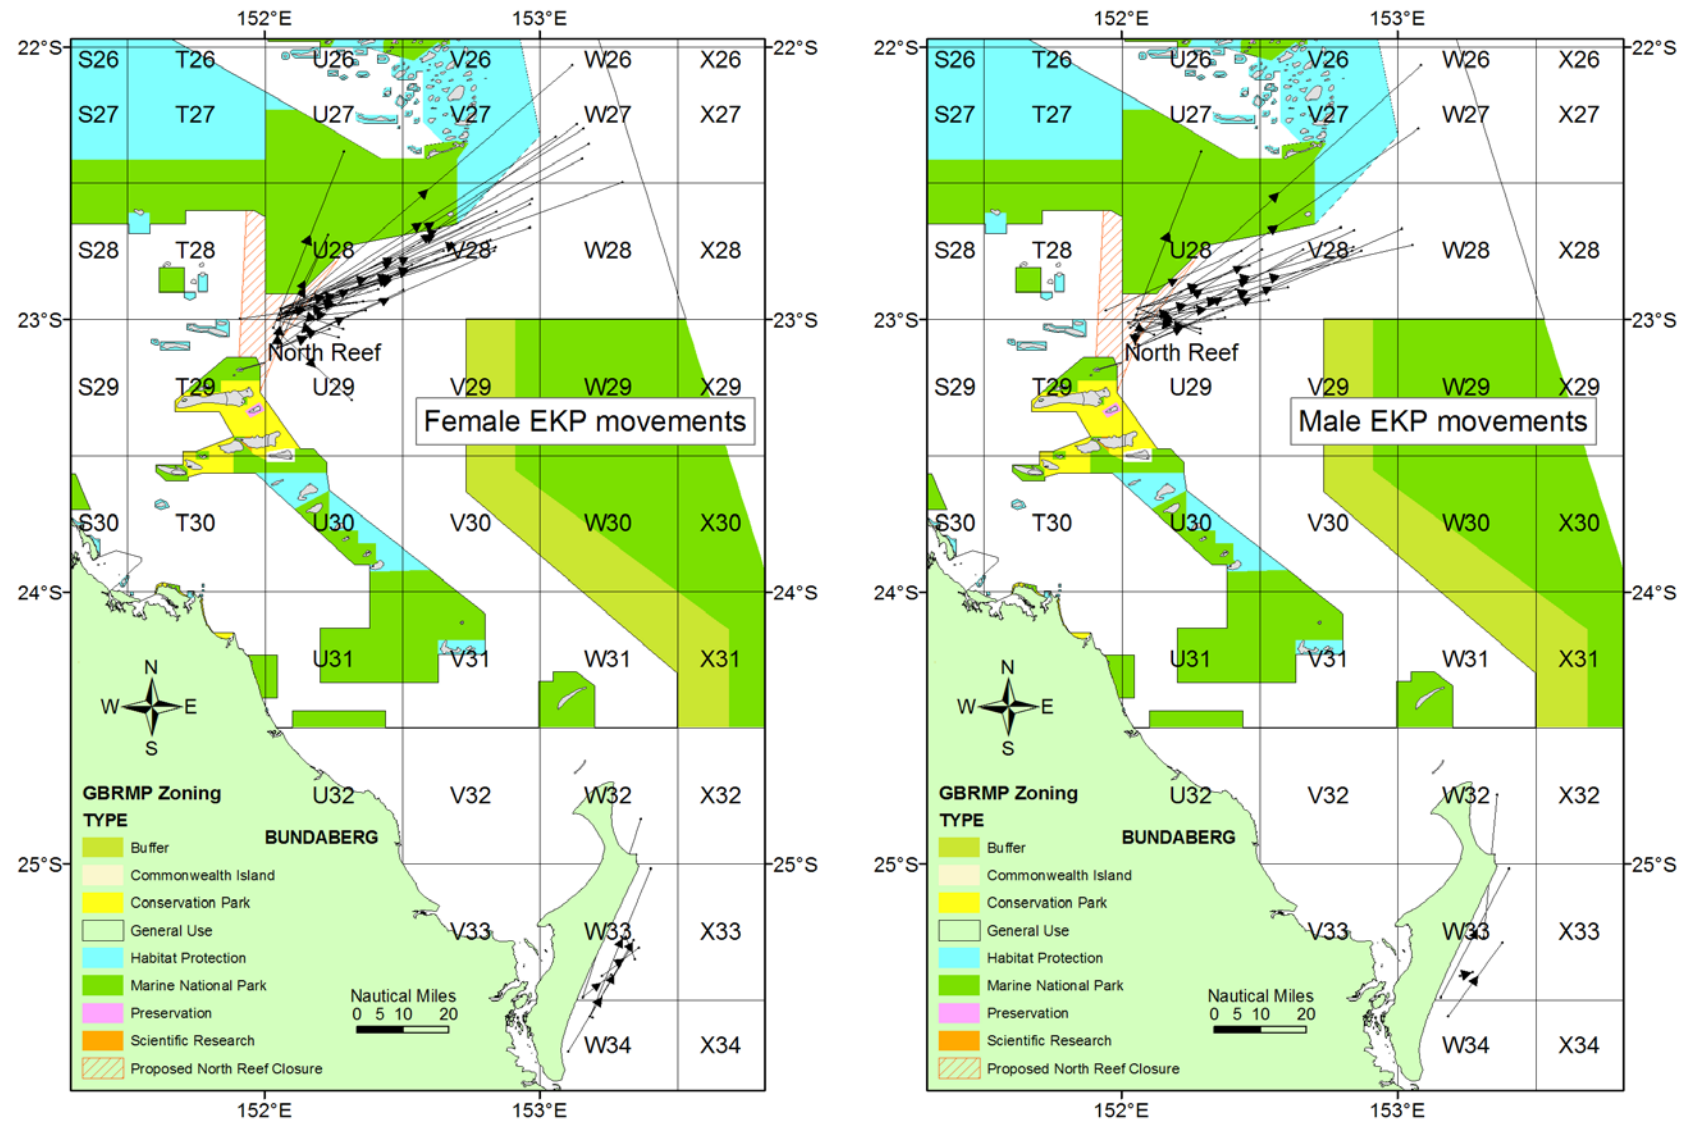 152°E 153°E
22°S 22°S
S26 T26 U26 V26 W26 X26
S27 T27 U27 V27 W27 X27
S28 T28 U28 V28 W28 X28
23°S 23°S
North Reef
S29 T29 U29 V29 W29 X29
Female EKP movements
S30 T30 U30 V30 W30 X30
24°S 24°S
U31 V31 W31 X31
N
W E
S
GBRMP Zoning
TYPE
U32 V32 W32 X32
BUNDABERG
Buffer
25°S 25°S
Commonwealth Island
Conservation Park
General Use
V33 W33 X33
Habitat Protection
Marine National Park
Nautical Miles
0 5 10 20
Preservation
Scientific Research
W34 X34
Proposed North Reef Closure
152°E 153°E
152°E 153°E
22°S 22°S
S26 T26 U26 V26 W26 X26
S27 T27 U27 V27 W27 X27
S28 T28 U28 V28 W28 X28
23°S 23°S
North Reef
S29 T29 U29 V29 W29 X29
Male EKP movements
S30 T30 U30 V30 W30 X30
24°S 24°S
U31 V31 W31 X31
N
W E
S
GBRMP Zoning
TYPE
U32 V32 W32 X32
BUNDABERG
Buffer
25°S 25°S
Commonwealth Island
Conservation Park
General Use
V33 W33 X33
Habitat Protection
Marine National Park
Nautical Miles
0 5 10 20
Preservation
Scientific Research
W34 X34
Proposed North Reef Closure
152°E 153°E